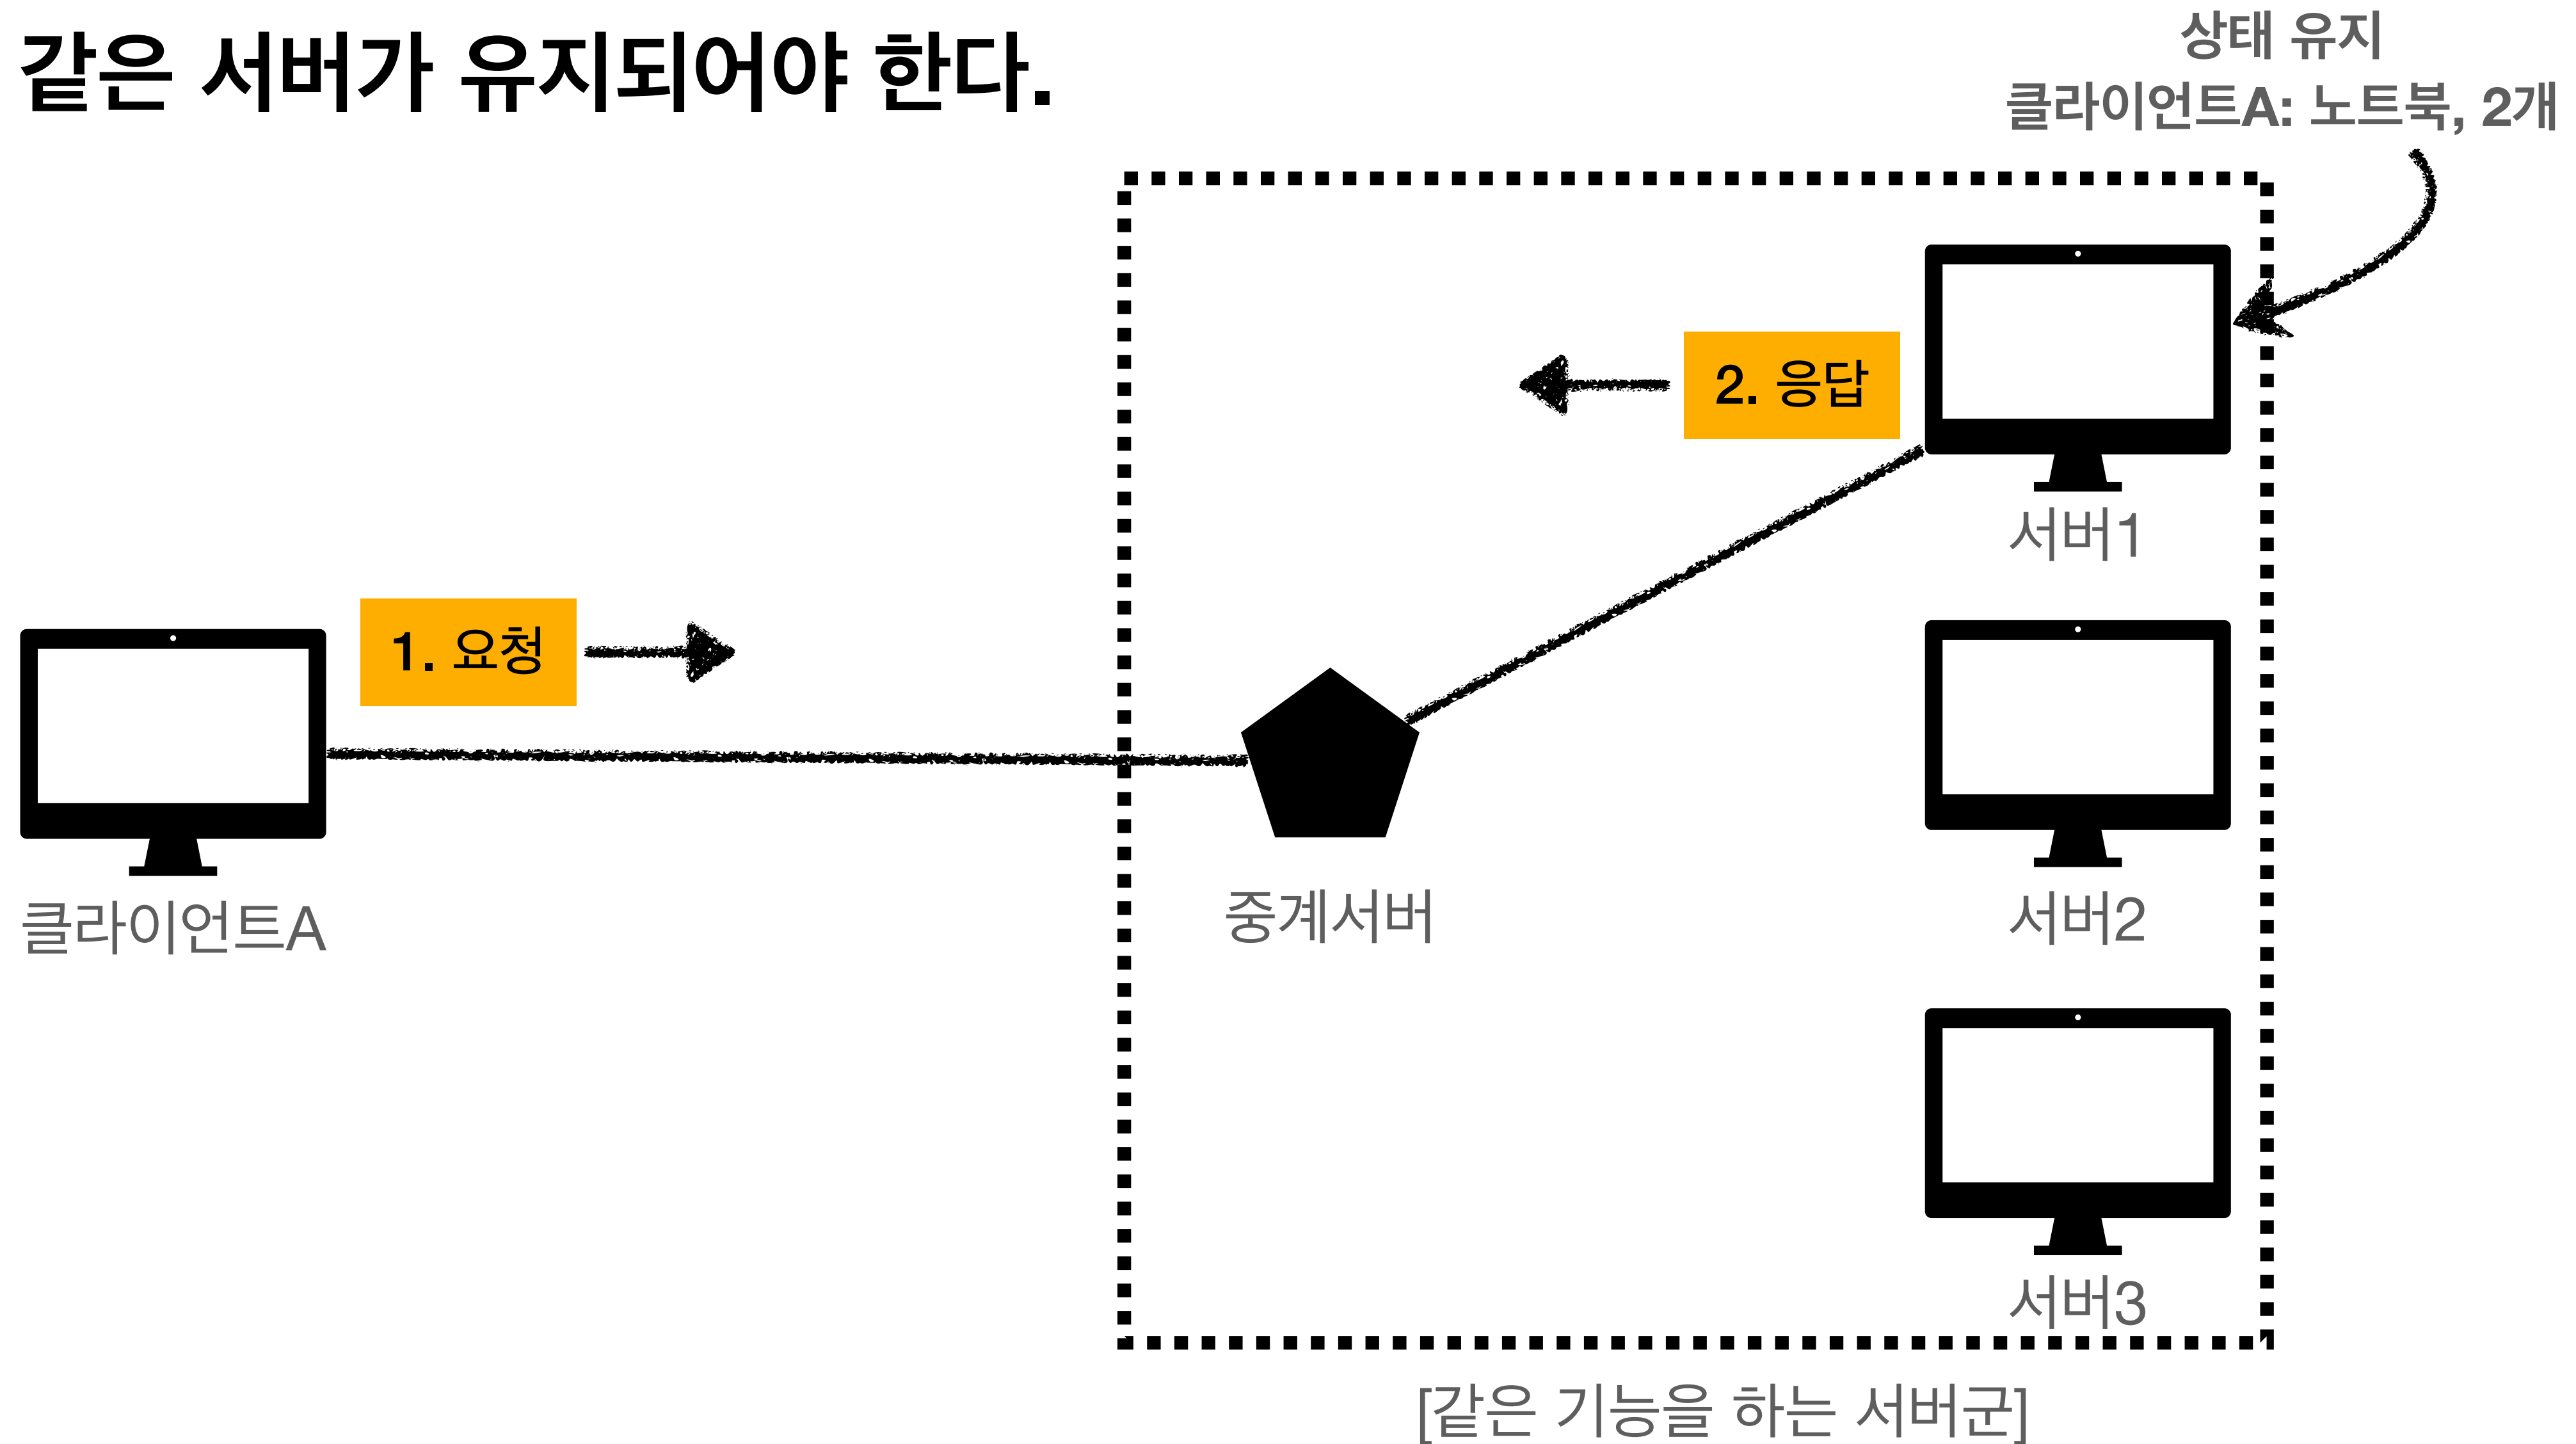 같은 서버가 유지되어야 한다.
상태 유지
클라이언트A: 노트북, 2개
2. 응답
서버1
1. 요청
클라이언트A
중계서버
서버2
서버3
[같은 기능을 하는 서버군]